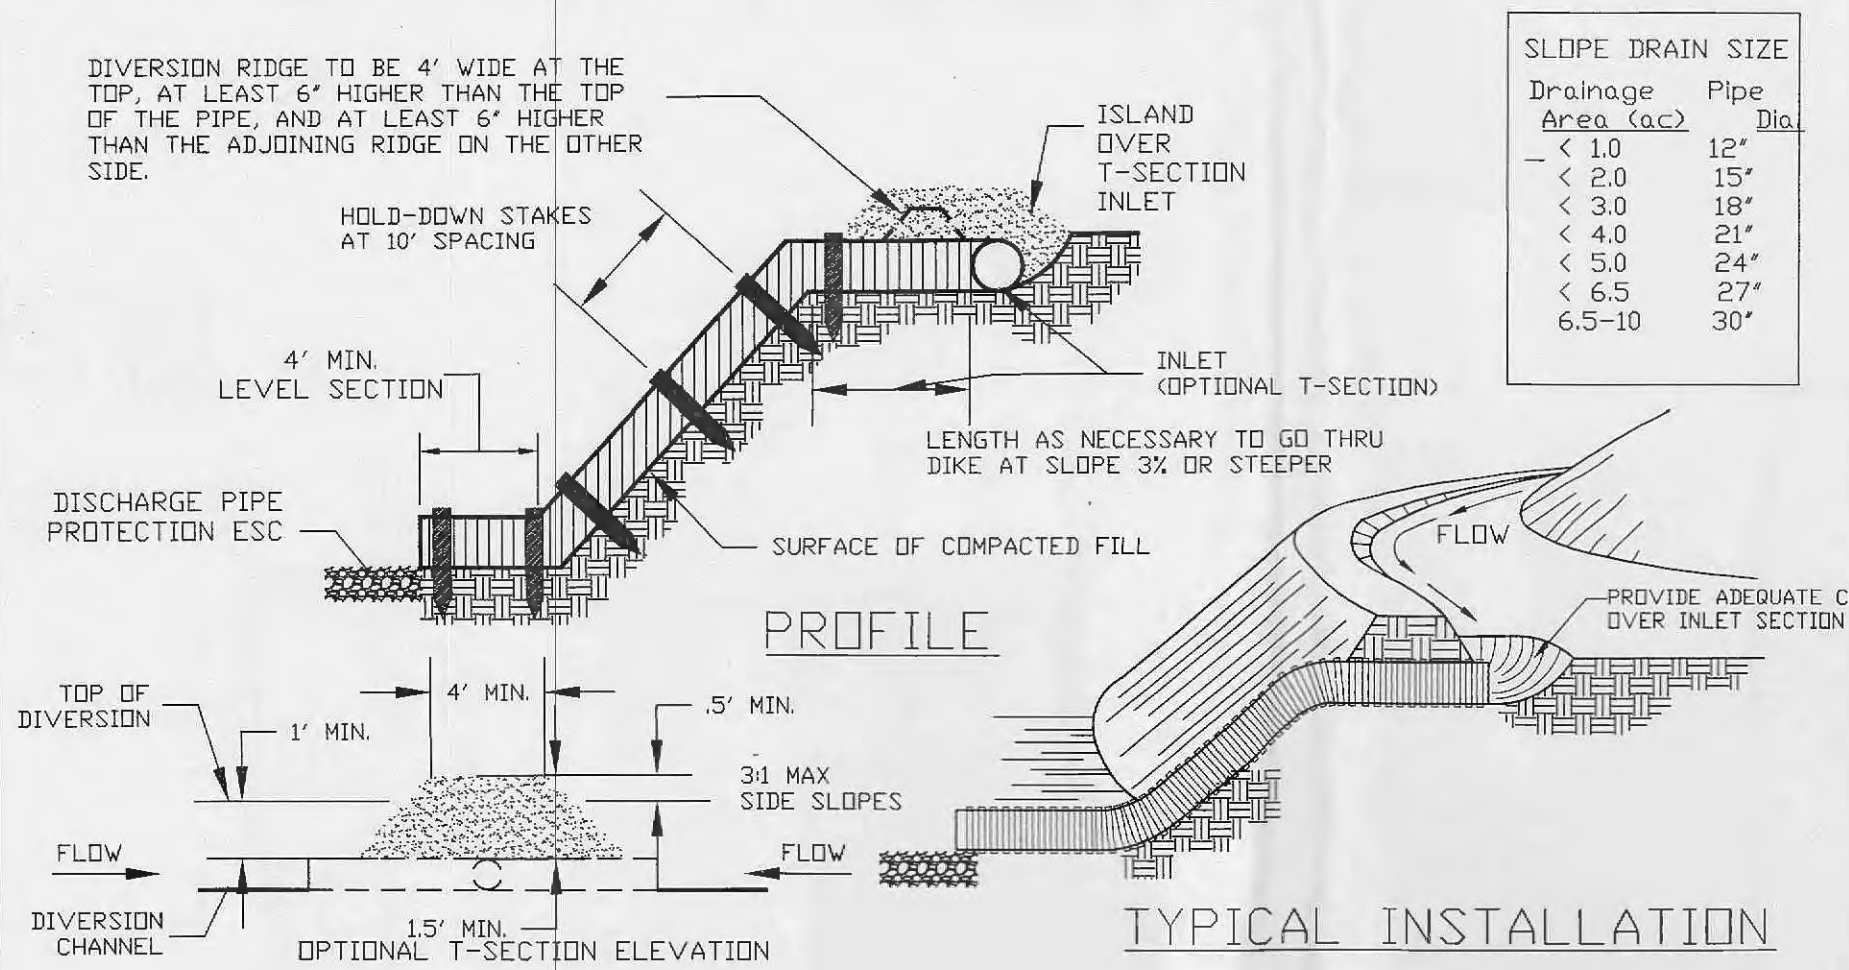 DIVERSION RIDGE TO BE 4' WIDE AT THE
TOP, AT LEAST 6" HIGHER THAN THE TOP
OF THE PIPE, AND AT LEAST 6" HIGHER
THAN THE ADJOINING RIDGE ON THE OTHER
SIDE.
HOLD-DOWN STAKES
AT 10' SPACING
ISLAND
OVER
T-SECTION
INLET
SLOPE DRAIN SIZE
Drainage Pipe
Area (ac) Dia
< 1.0 12"
< 2.0 15"
< 3.0 18"
< 4.0 21"
< 5.0 24"
< 6.5 27"
6.5-10 30"
4' MIN.
LEVEL SECTION
INLET
(OPTIONAL T-SECTION)
LENGTH AS NECESSARY TO GO THRU
DIKE AT SLOPE 3% OR STEEPER
DISCHARGE PIPE
PROTECTION ESC
SURFACE OF COMPACTED FILL
PROFILE
FLOW
PROVIDE ADEQUATE C
OVER INLET SECTION
TOP OF
DIVERSION
1' MIN.
4' MIN.
.5' MIN.
3:1 MAX
SIDE SLOPES
FLOW
FLOW
DIVERSION
CHANNEL
1.5' MIN.
OPTIONAL T-SECTION ELEVATION
TYPICAL INSTALLATION